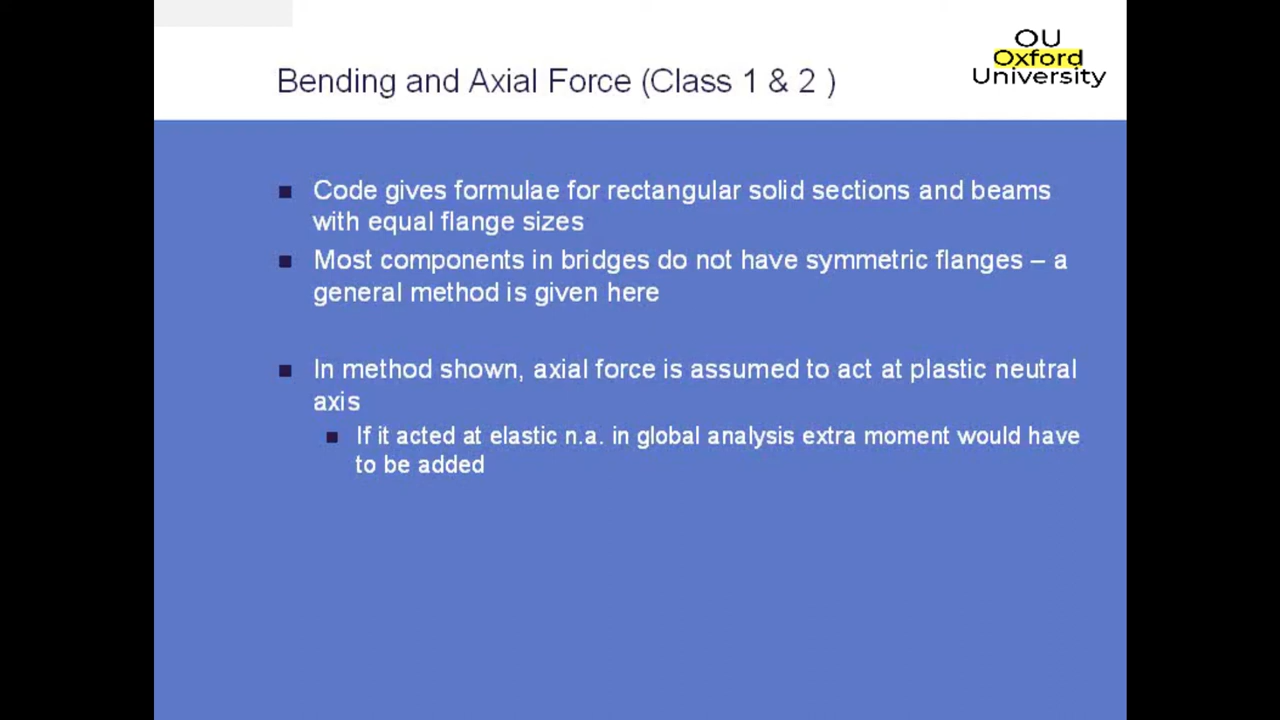 OU
Oxford
University
Bending and Axial Force (Class 1 & 2 )
Code gives formulae for rectangular solid sections and beams
with equal flange sizes
Most components in bridges do not have symmetric flanges – a
general method is given here
In method shown, axial force is assumed to act at plastic neutral
axis
If it acted at elastic n.a. in global analysis extra moment would have
to be added